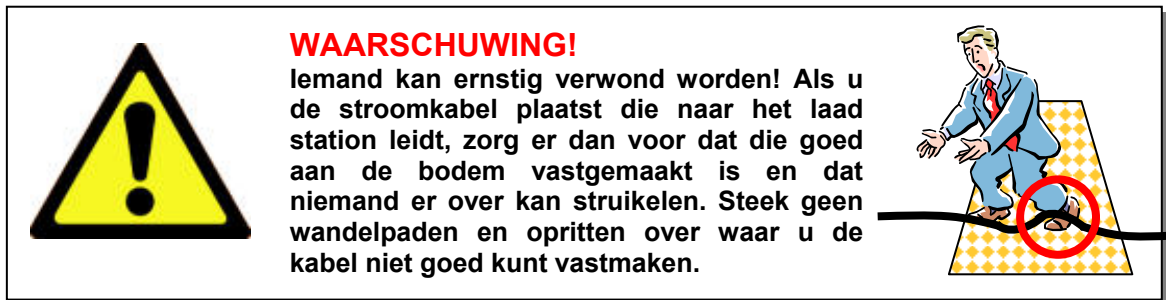 WAARSCHUWING!
Iemand kan ernstig verwond worden! Als u
de stroomkabel plaatst die naar het laad
station leidt, zorg er dan voor dat die goed
aan de bodem vastgemaakt is en dat
niemand er over kan struikelen. Steek geen
wandelpaden en opritten over waar u de
kabel niet goed kunt vastmaken.